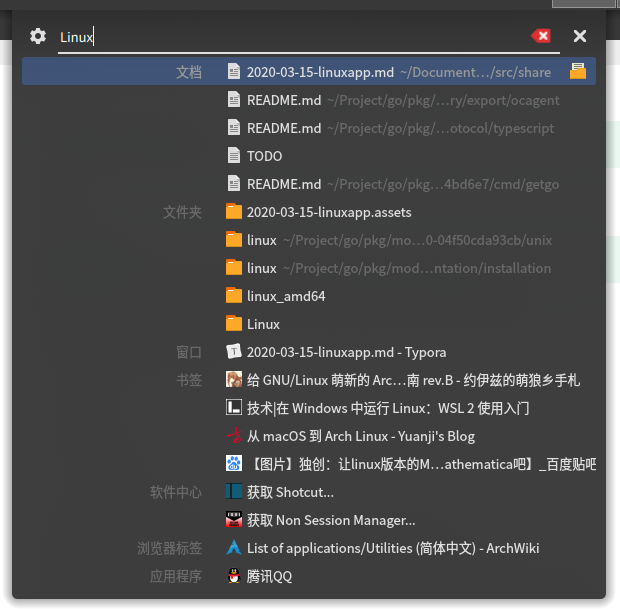 Linux
文档 2020-03-15-linuxapp.md ~/Document…/src/share
README.md ~/Project/go/pkg/…ry/export/ocagent
README.md ~/Project/go/pkg/…otocol/typescript
TODO
README.md ~/Project/go/pkg…4bd6e7/cmd/getgo
文件夹 2020-03-15-linuxapp.assets
linux ~/Project/go/pkg/mo…0-04f50cda93cb/unix
linux ~/Project/go/pkg/mod…ntation/installation
linux_amd64
Linux
窗口 2020-03-15-linuxapp.md - Typora
书签 给 GNU/Linux 萌新的 Arc…南 rev.B - 约伊兹的萌狼乡手札
技术|在 Windows 中运行 Linux：WSL 2 使用入门
从 macOS 到 Arch Linux - Yuanji's Blog
【图片】独创：让linux版本的M…athematica吧】_百度贴吧
软件中心 获取 Shotcut...
获取 Non Session Manager...
浏览器标签 List of applications/Utilities (简体中文) - ArchWiki
应用程序 腾讯QQ